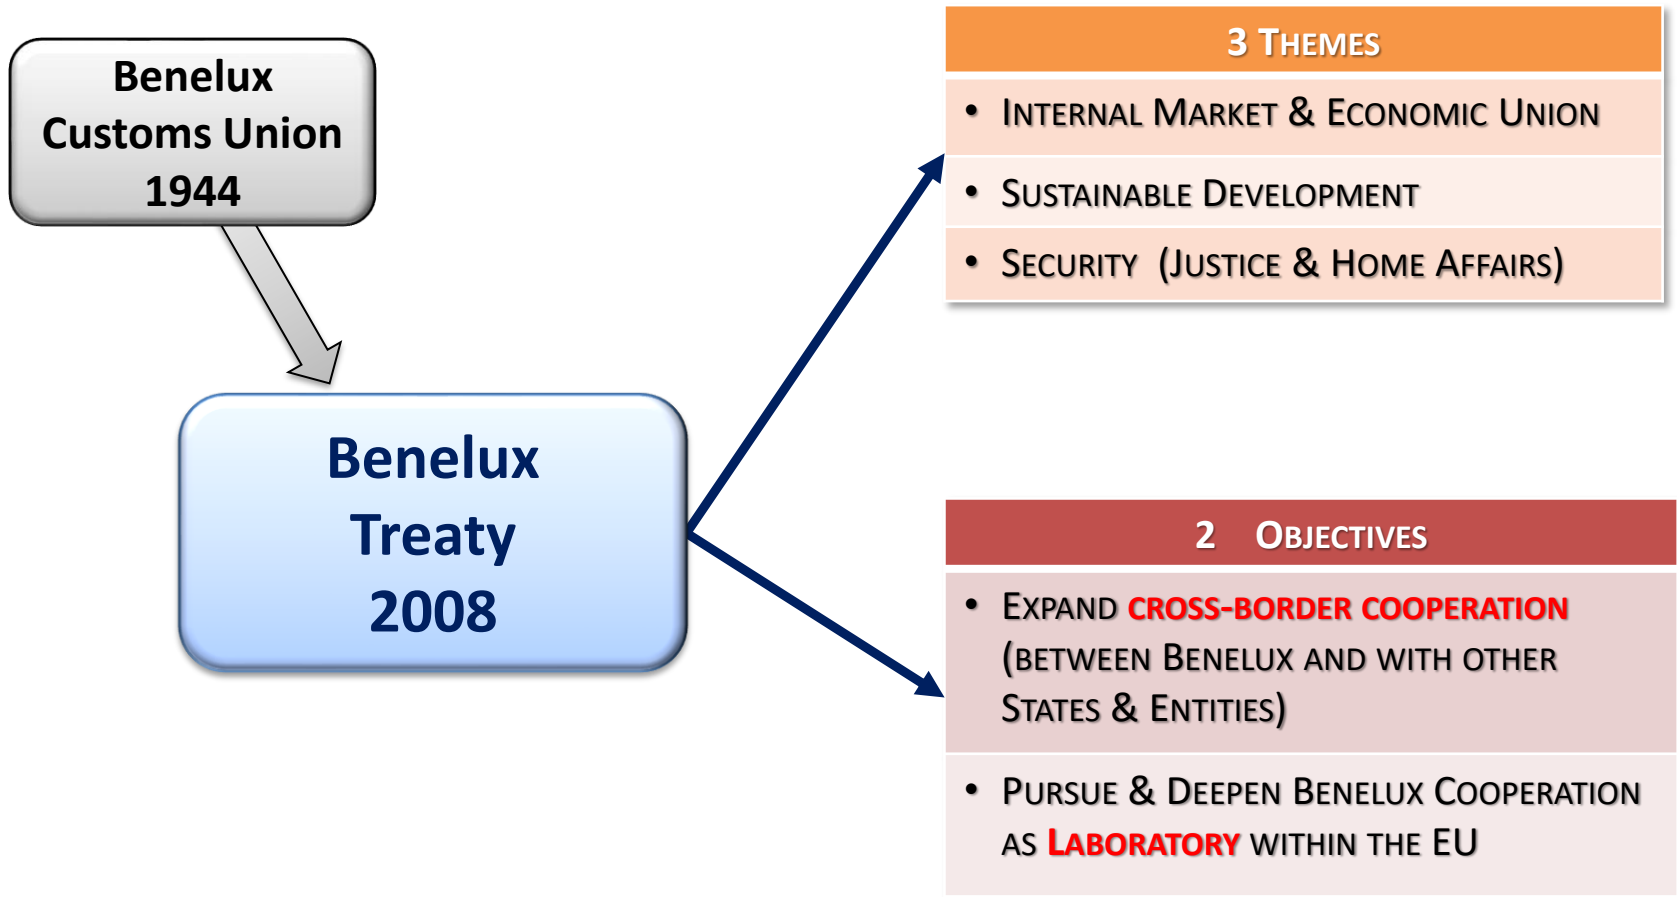 Benelux
Customs Union
1944
Benelux
Treaty
2008
3 Themes
• Internal Market & Economic Union
• Sustainable Development
• Security (Justice & Home Affairs)
2 Objectives
• Expand cross-border cooperation
(between Benelux and with other
States & Entities)
• Pursue & Deepen Benelux Cooperation
as Laboratory within the EU